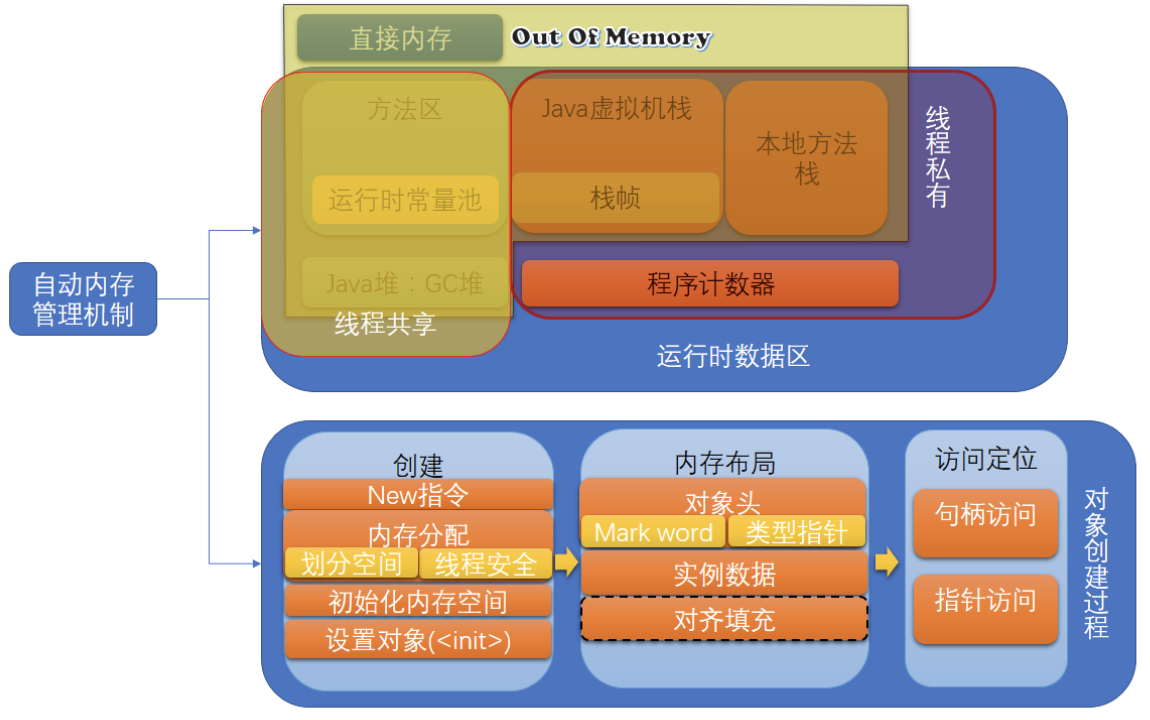 直接内存
Out Of Memory
方法区
运行时常量池
Java堆：GC堆
线程共享
Java虚拟机栈
栈帧
本地方法
栈
程序计数器
线程私有
运行时数据区
自动内存
管理机制
创建
New指令
内存分配
划分空间
线程安全
初始化内存空间
设置对象(<init>)
内存布局
对象头
Mark word
类型指针
实例数据
对齐填充
访问定位
句柄访问
指针访问
对象创建过程